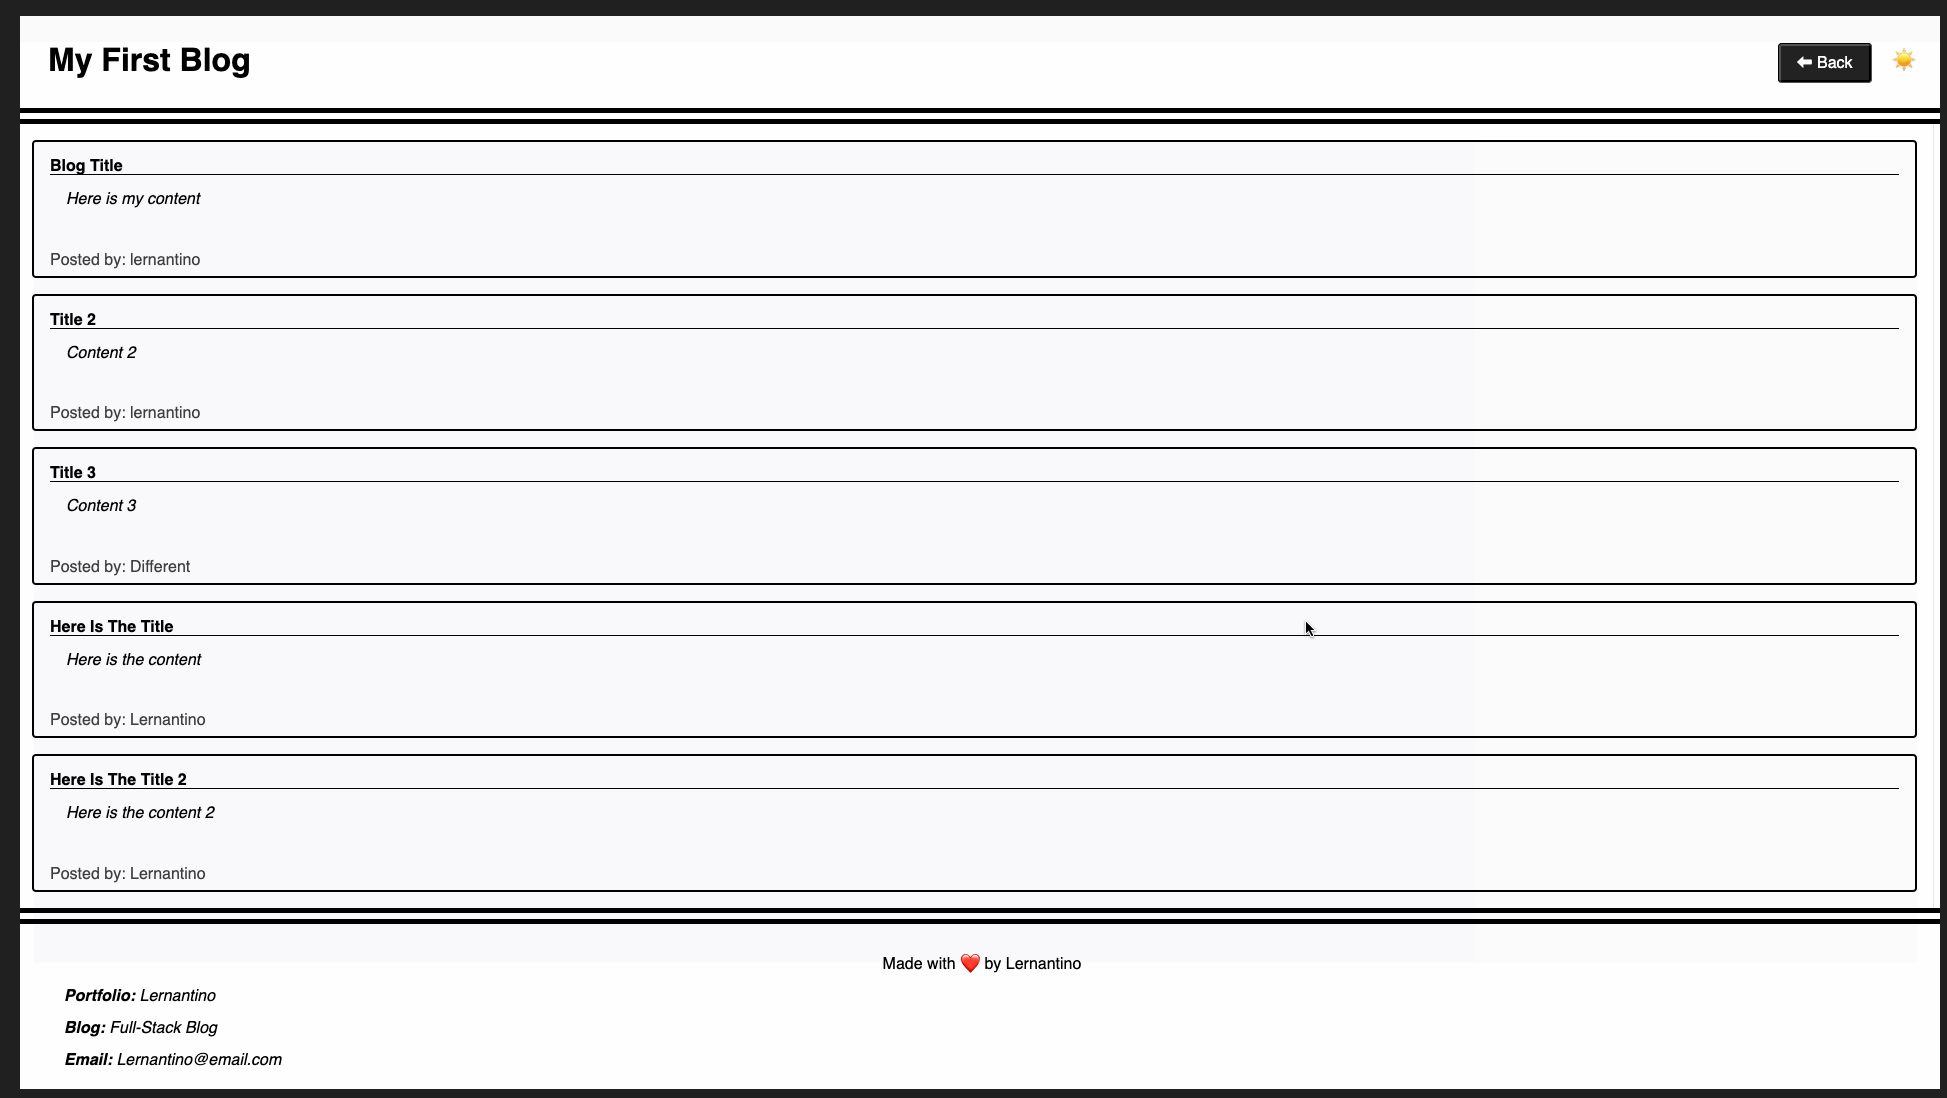 My First Blog
⬅ Back ☀️
Blog Title
Here is my content
Posted by: lernantino
Title 2
Content 2
Posted by: lernantino
Title 3
Content 3
Posted by: Different
Here Is The Title
Here is the content
Posted by: Lernantino
Here Is The Title 2
Here is the content 2
Posted by: Lernantino
Made with ❤️ by Lernantino
Portfolio: Lernantino
Blog: Full-Stack Blog
Email: Lernantino@email.com